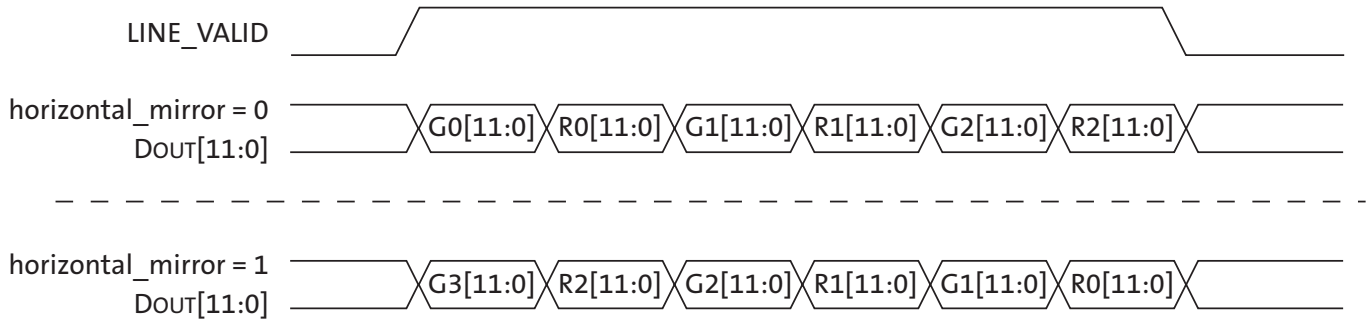 LINE_VALID
horizontal_mirror = 0
DOUT[11:0]
G0[11:0] R0[11:0] G1[11:0] R1[11:0] G2[11:0] R2[11:0]
horizontal_mirror = 1
DOUT[11:0]
G3[11:0] R2[11:0] G2[11:0] R1[11:0] G1[11:0] R0[11:0]